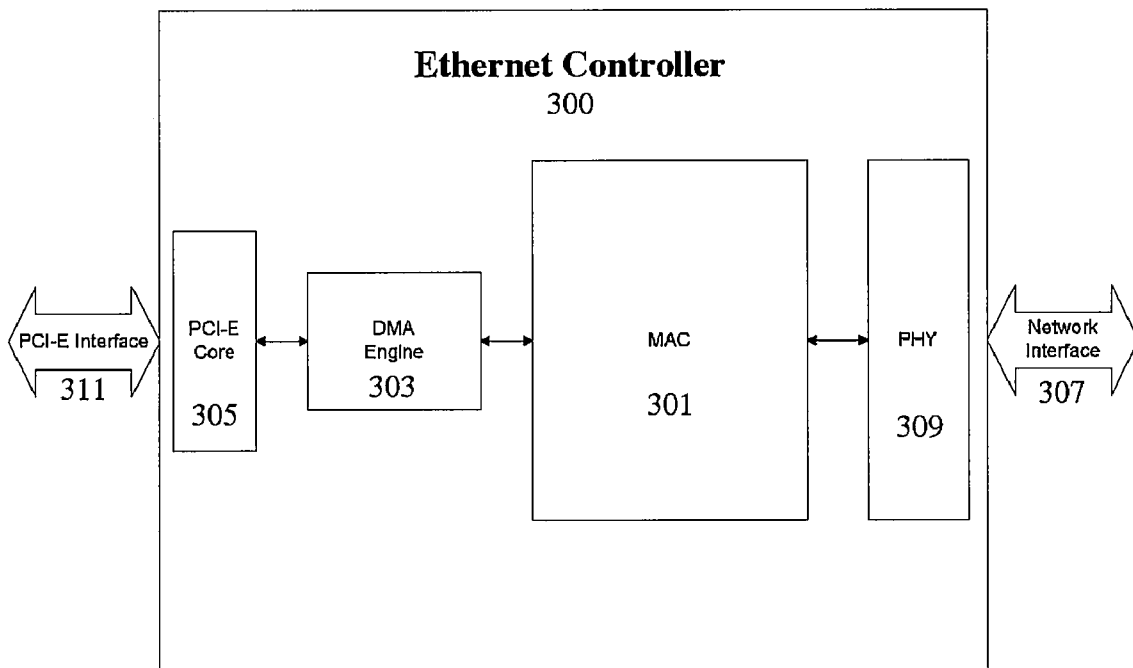 Ethernet Controller
300
PCI-E Interface
311
PCI-E
Core
305
DMA
Engine
303
MAC
301
PHY
309
Network
Interface
307